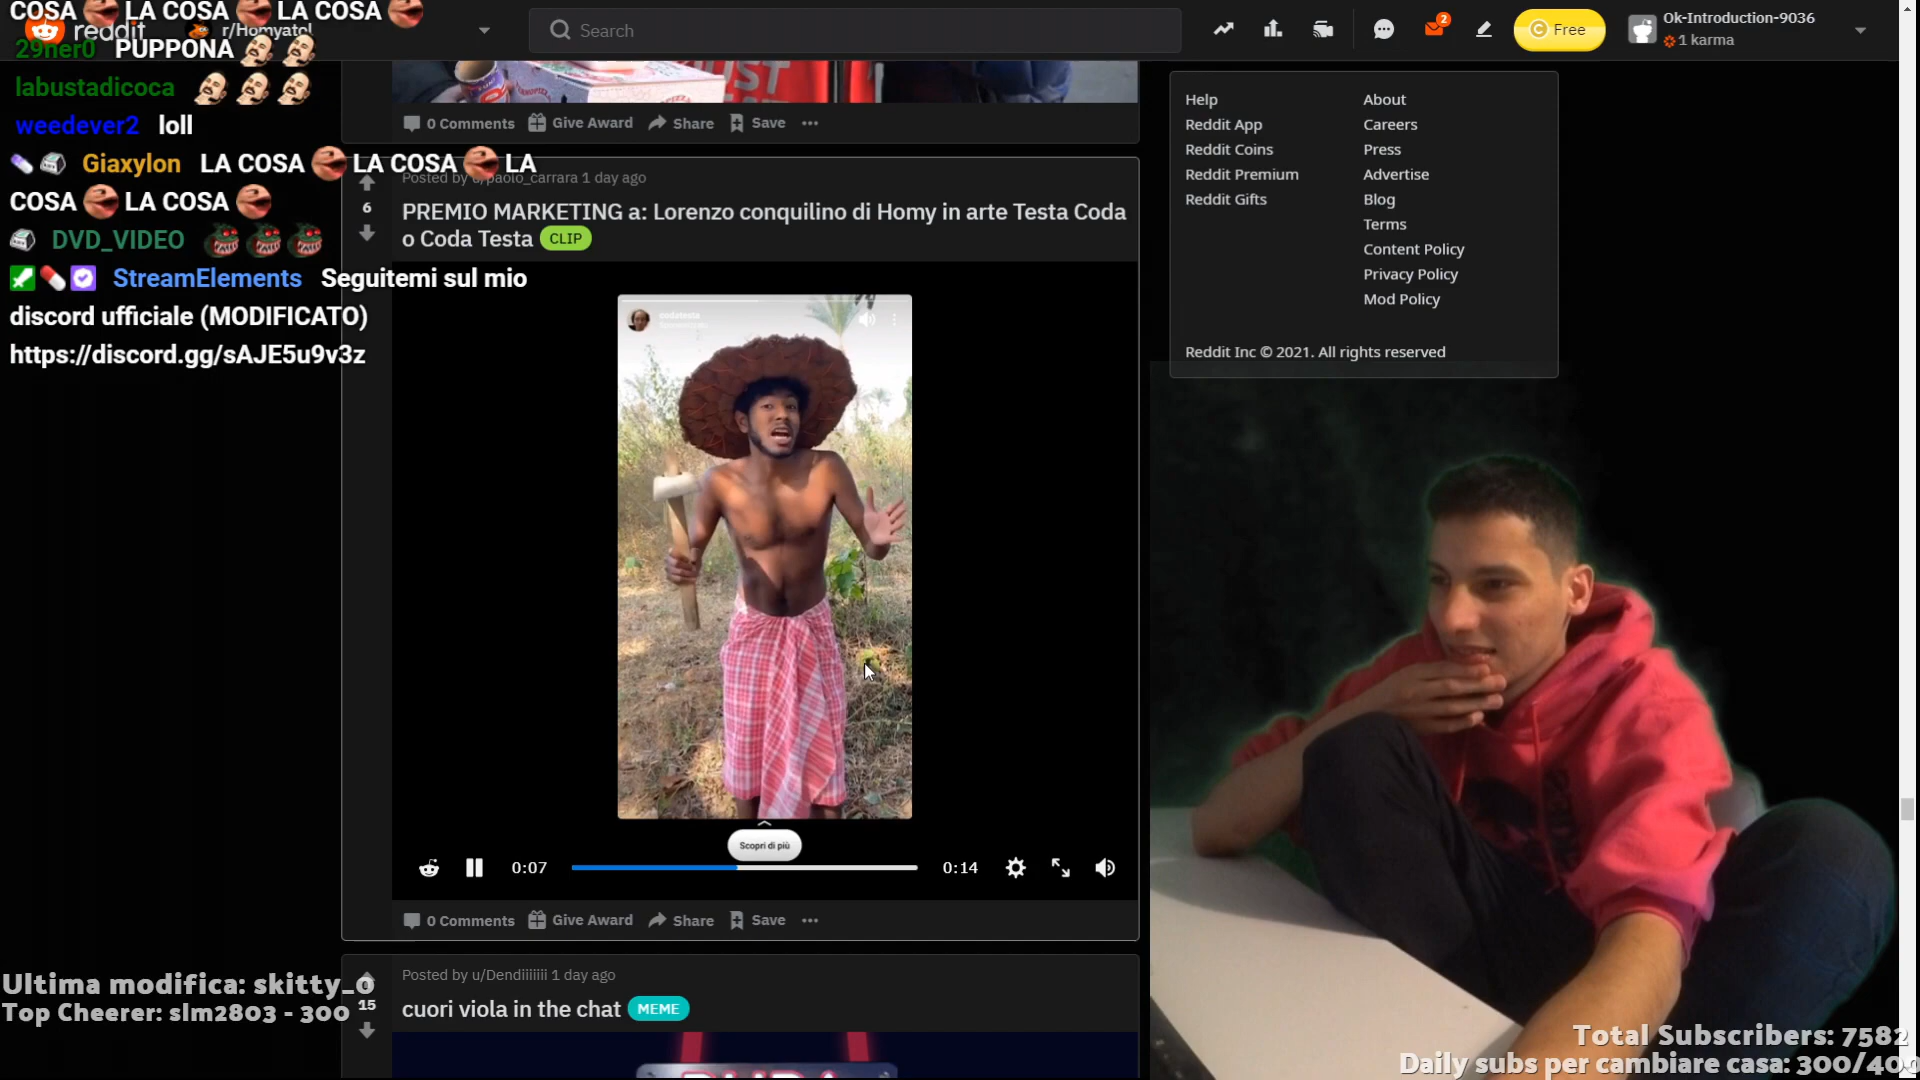 COSA LA COSA LA COSA
reddit
r/Homyatol
Search
2
Free
Ok-Introduction-9036
1 karma
29ner0 PUPPONA
labustadicoca
weedever2 loll
Giaxylon LA COSA LA COSA LA
COSA LA COSA
DVD_VIDEO
StreamElements Seguitemi sul mio
discord ufficiale (MODIFICATO)
https://discord.gg/sAJE5u9v3z
0 Comments Give Award Share Save
Posted by u/paolo_carrara 1 day ago
6
PREMIO MARKETING a: Lorenzo conquilino di Homy in arte Testa Coda
o Coda Testa CLIP
codatesta
Scopri di più
0:07
0:14
0 Comments Give Award Share Save
Posted by u/Dendiiiiiii 1 day ago
15
cuori viola in the chat MEME
Help
Reddit App
Reddit Coins
Reddit Premium
Reddit Gifts
About
Careers
Press
Advertise
Blog
Terms
Content Policy
Privacy Policy
Mod Policy
Reddit Inc © 2021. All rights reserved
Ultima modifica: skitty_0
Top Cheerer: slm2803 - 300
Total Subscribers: 7582
Daily subs per cambiare casa: 300/400